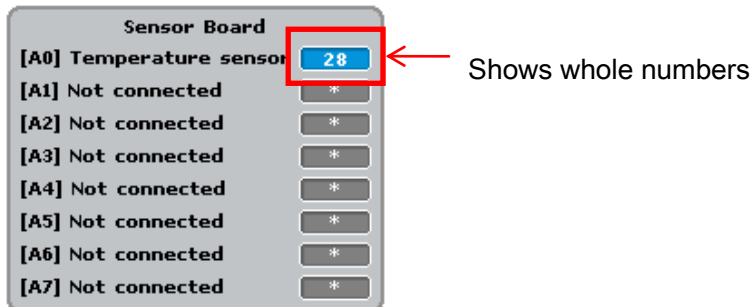 Sensor Board
[A0] Temperature sensor 28
Shows whole numbers
[A1] Not connected *
[A2] Not connected *
[A3] Not connected *
[A4] Not connected *
[A5] Not connected *
[A6] Not connected *
[A7] Not connected *